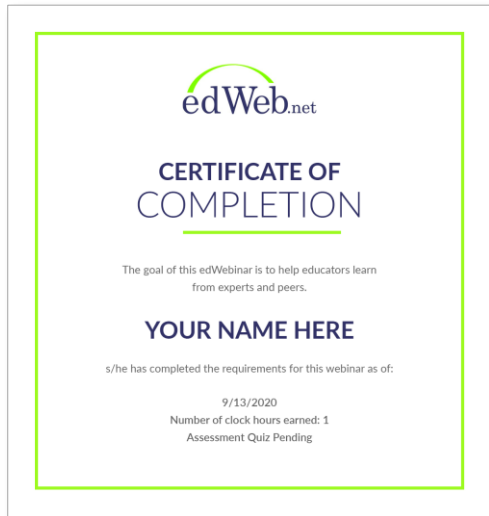 edWeb.net
CERTIFICATE OF
COMPLETION
The goal of this edWebinar is to help educators learn
from experts and peers.
YOUR NAME HERE
s/he has completed the requirements for this webinar as of:
9/13/2020
Number of clock hours earned: 1
Assessment Quiz Pending